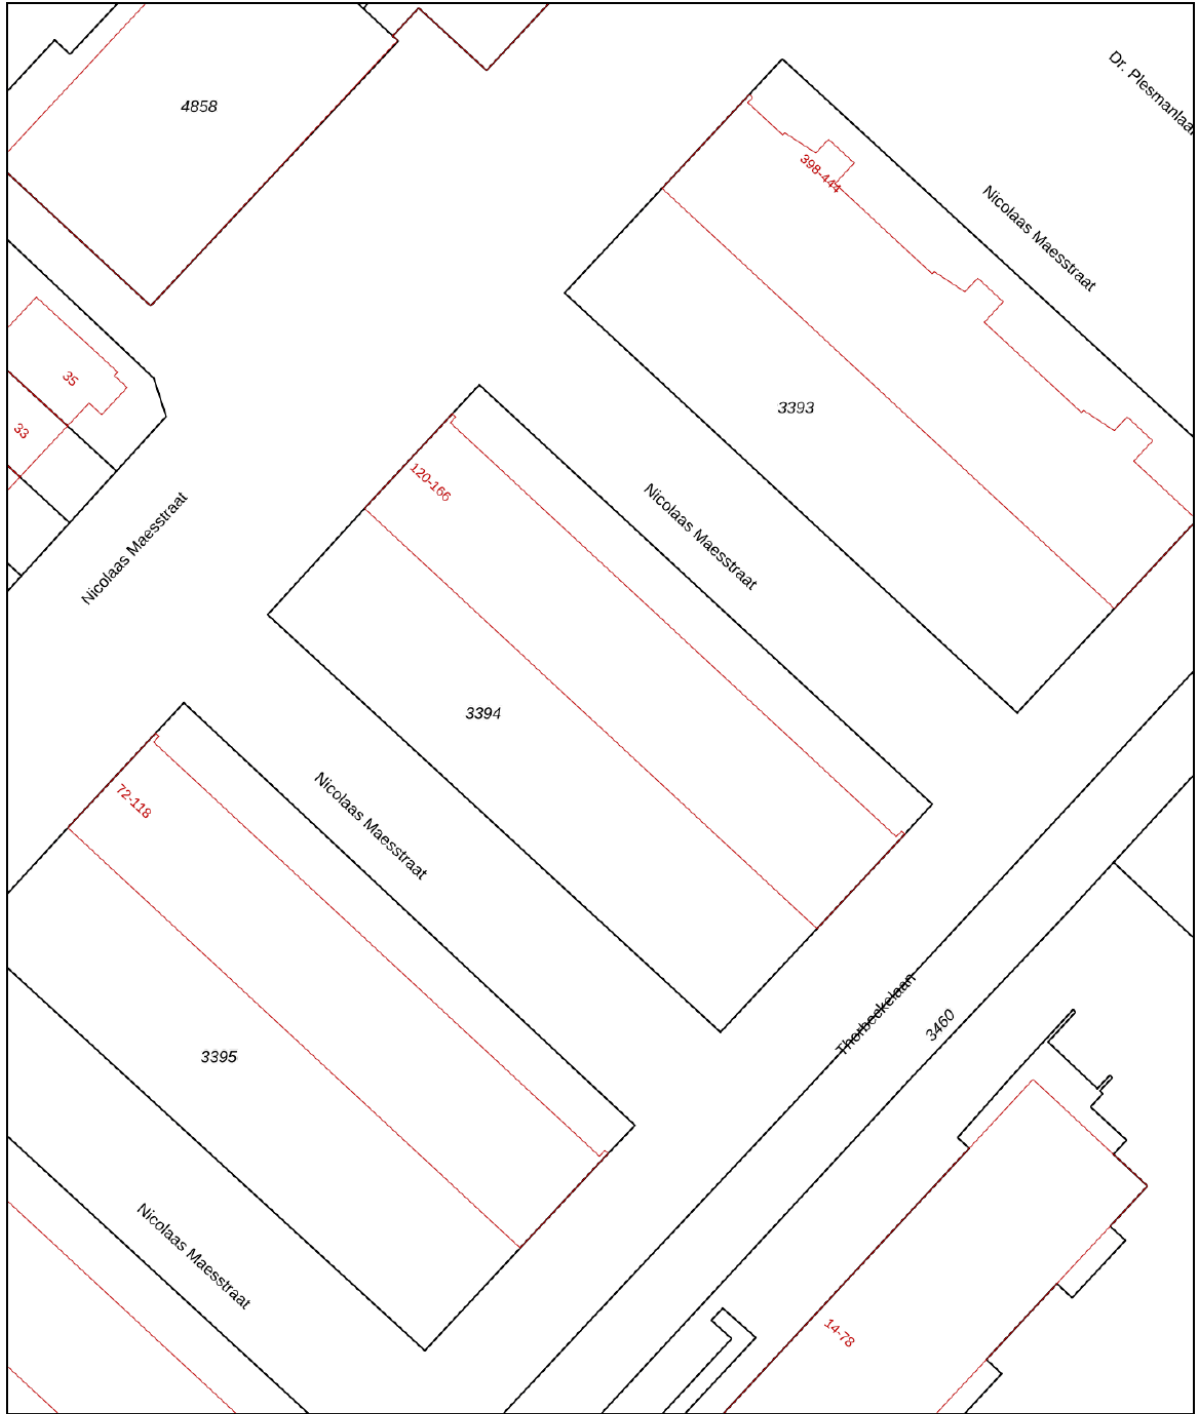 Dr. Plesmanlaa
4858
398-444
Nicolaas Maesstraat
35
3393
33
120-166
Nicolaas Maesstraat
Nicolaas Maesstraat
3394
72-118
Nicolaas Maesstraat
Thorbeckelaan
3460
3395
Nicolaas Maesstraat
14-78